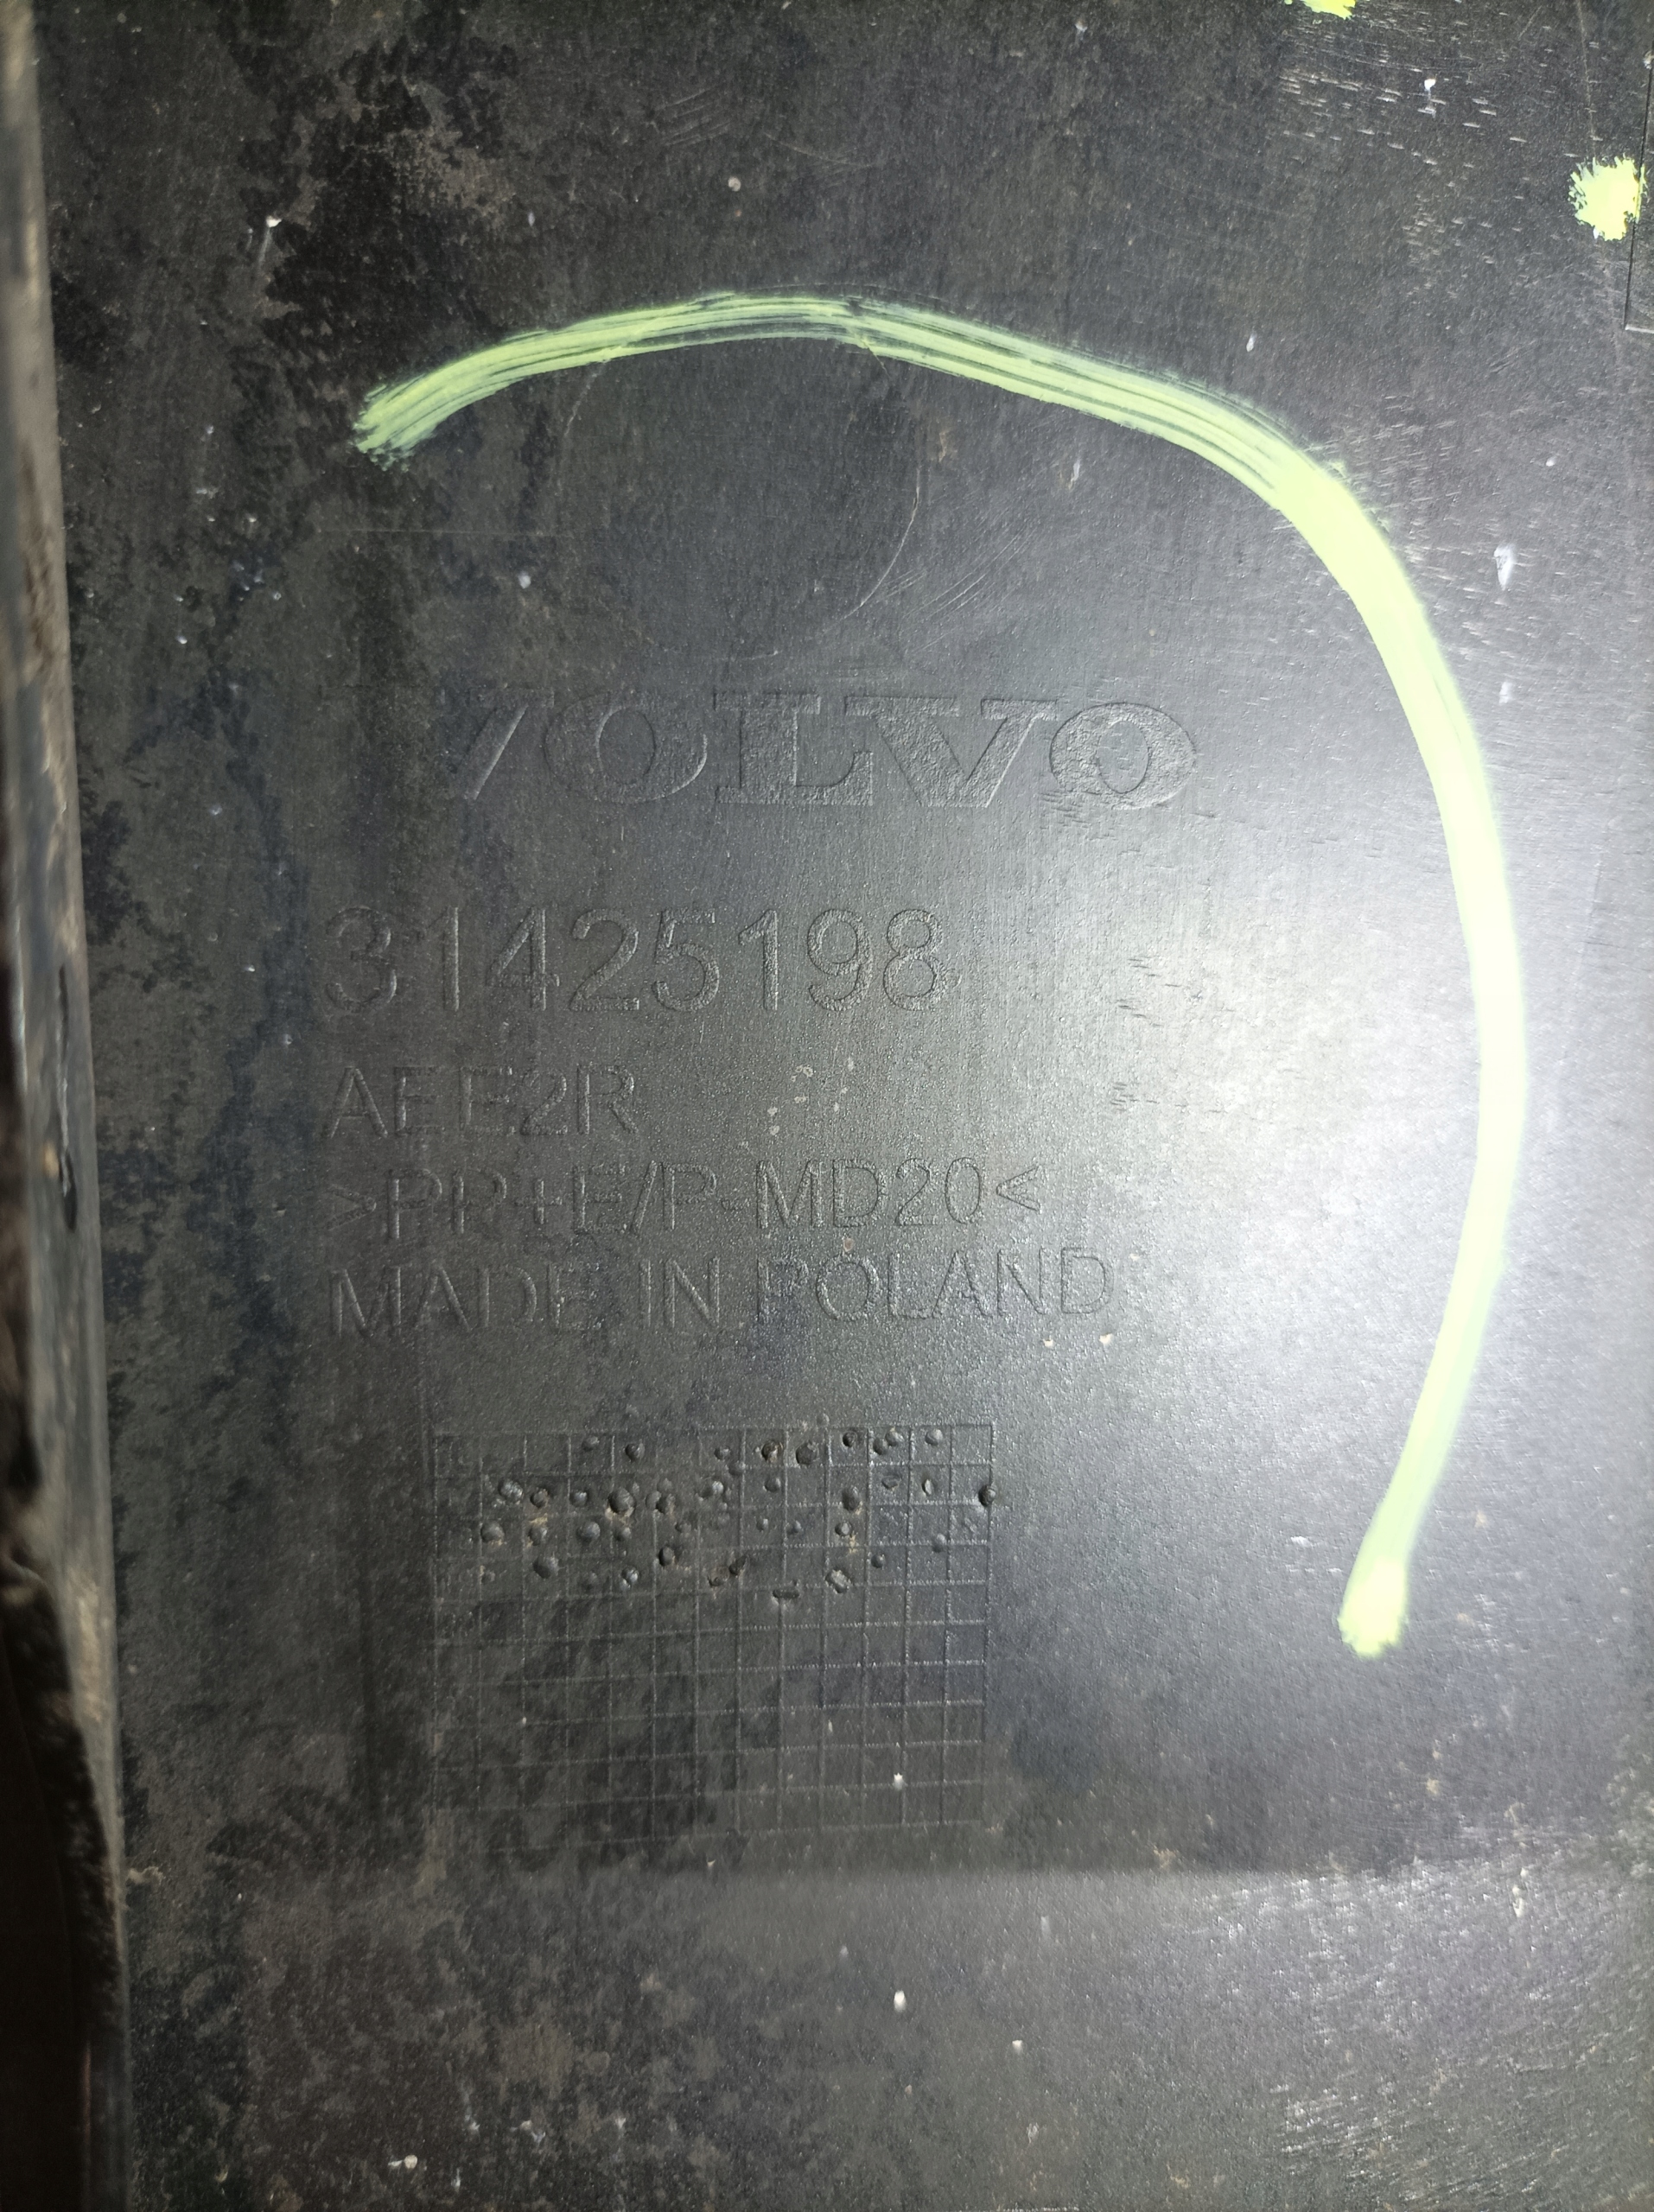 VOLVO
31425198
AEE2R
>PP+E/P-MD20<
MADE IN POLAND